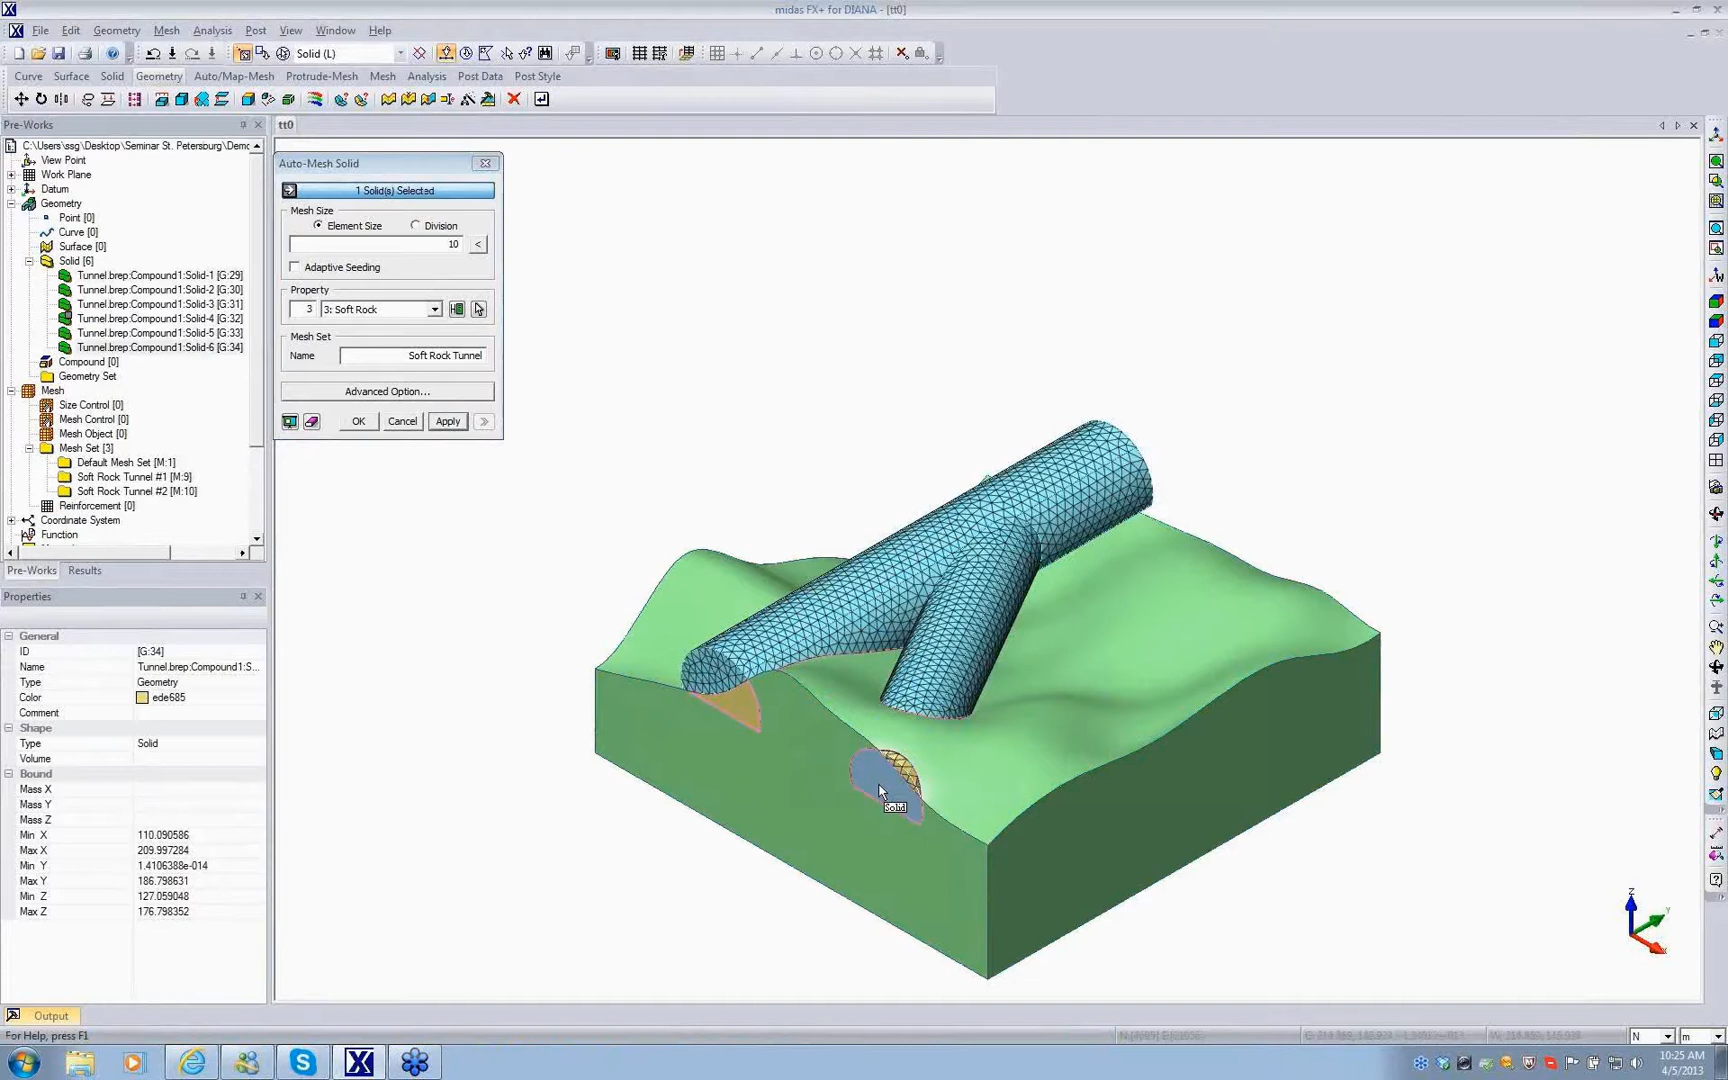 midas FX+ for DIANA - [tt0]
File Edit Geometry Mesh Analysis Post View Window Help
Solid (L)
Curve Surface Solid Geometry Auto/Map-Mesh Protrude-Mesh Mesh Analysis Post Data Post Style
Pre-Works
tt0
C:\Users\ssg\Desktop\Seminar St. Petersburg\Demo
View Point
Work Plane
Datum
Geometry
Point [0]
Curve [0]
Surface [0]
Solid [6]
Tunnel.brep:Compound1:Solid-1 [G:29]
Tunnel.brep:Compound1:Solid-2 [G:30]
Tunnel.brep:Compound1:Solid-3 [G:31]
Tunnel.brep:Compound1:Solid-4 [G:32]
Tunnel.brep:Compound1:Solid-5 [G:33]
Tunnel.brep:Compound1:Solid-6 [G:34]
Compound [0]
Geometry Set
Mesh
Size Control [0]
Mesh Control [0]
Mesh Object [0]
Mesh Set [3]
Default Mesh Set [M:1]
Soft Rock Tunnel #1 [M:9]
Soft Rock Tunnel #2 [M:10]
Reinforcement [0]
Coordinate System
Function
Pre-Works Results
Auto-Mesh Solid
1 Solid(s) Selected
Mesh Size
Element Size Division
10 <
Adaptive Seeding
Property
3 3: Soft Rock
Mesh Set
Name Soft Rock Tunnel
Advanced Option...
OK Cancel Apply >>
Solid
Z
Y
X
Properties
General
ID [G:34]
Name Tunnel.brep:Compound1:S...
Type Geometry
Color ede685
Comment
Shape
Type Solid
Volume
Bound
Mass X
Mass Y
Mass Z
Min X 110.090586
Max X 209.997284
Min Y 1.4106388e-014
Max Y 186.798631
Min Z 127.059048
Max Z 176.798352
Output
For Help, press F1
N m
10:25 AM
4/5/2013